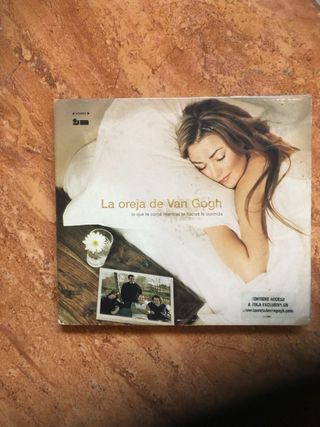 STEREO
La oreja de Van Gogh
lo que te conté mientras te hacías la dormida
CONTIENE ACCESO
A ZONA EXCLUSIVA EN
www.laorejadevangogh.com